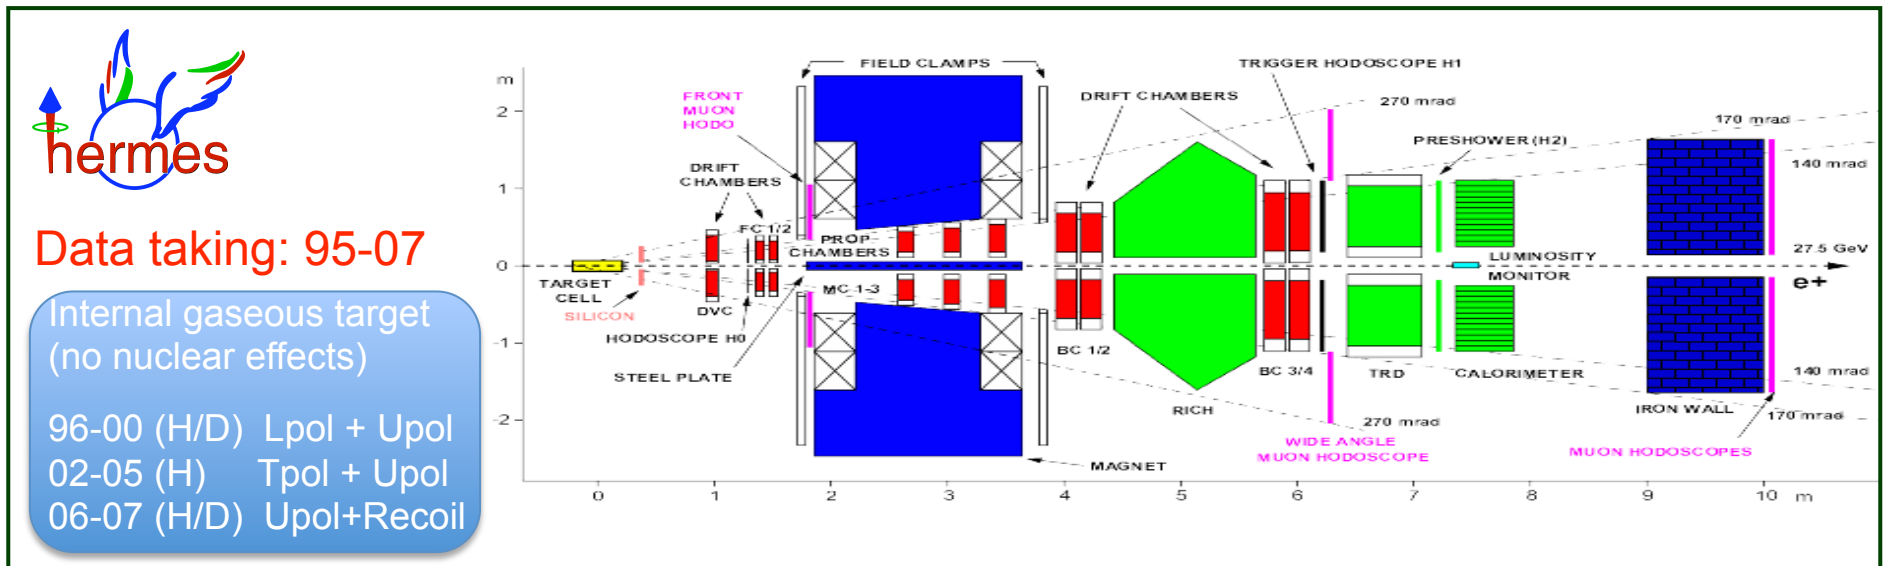 hermes
Data taking: 95-07
Internal gaseous target
(no nuclear effects)
96-00 (H/D) Lpol + Upol
02-05 (H) Tpol + Upol
06-07 (H/D) Upol+Recoil
m
2
1
0
-1
-2
FIELD CLAMPS
TRIGGER HODOSCOPE H1
FRONT
MUON
HODO
DRIFT CHAMBERS
270 mrad
170 mrad
PRESHOWER (H2)
140 mrad
DRIFT
CHAMBERS
FC 1/2
PROP
CHAMBERS
27.5 GeV
LUMINOSITY
MONITOR
e+
TARGET
CELL
SILICON
DVC
MC 1-3
HODOSCOPE H0
STEEL PLATE
BC 1/2
BC 3/4
TRD
CALORIMETER
140 mrad
RICH
IRON WALL
170 mrad
270 mrad
WIDE ANGLE
MUON HODOSCOPE
MUON HODOSCOPES
MAGNET
0 1 2 3 4 5 6 7 8 9 10 m